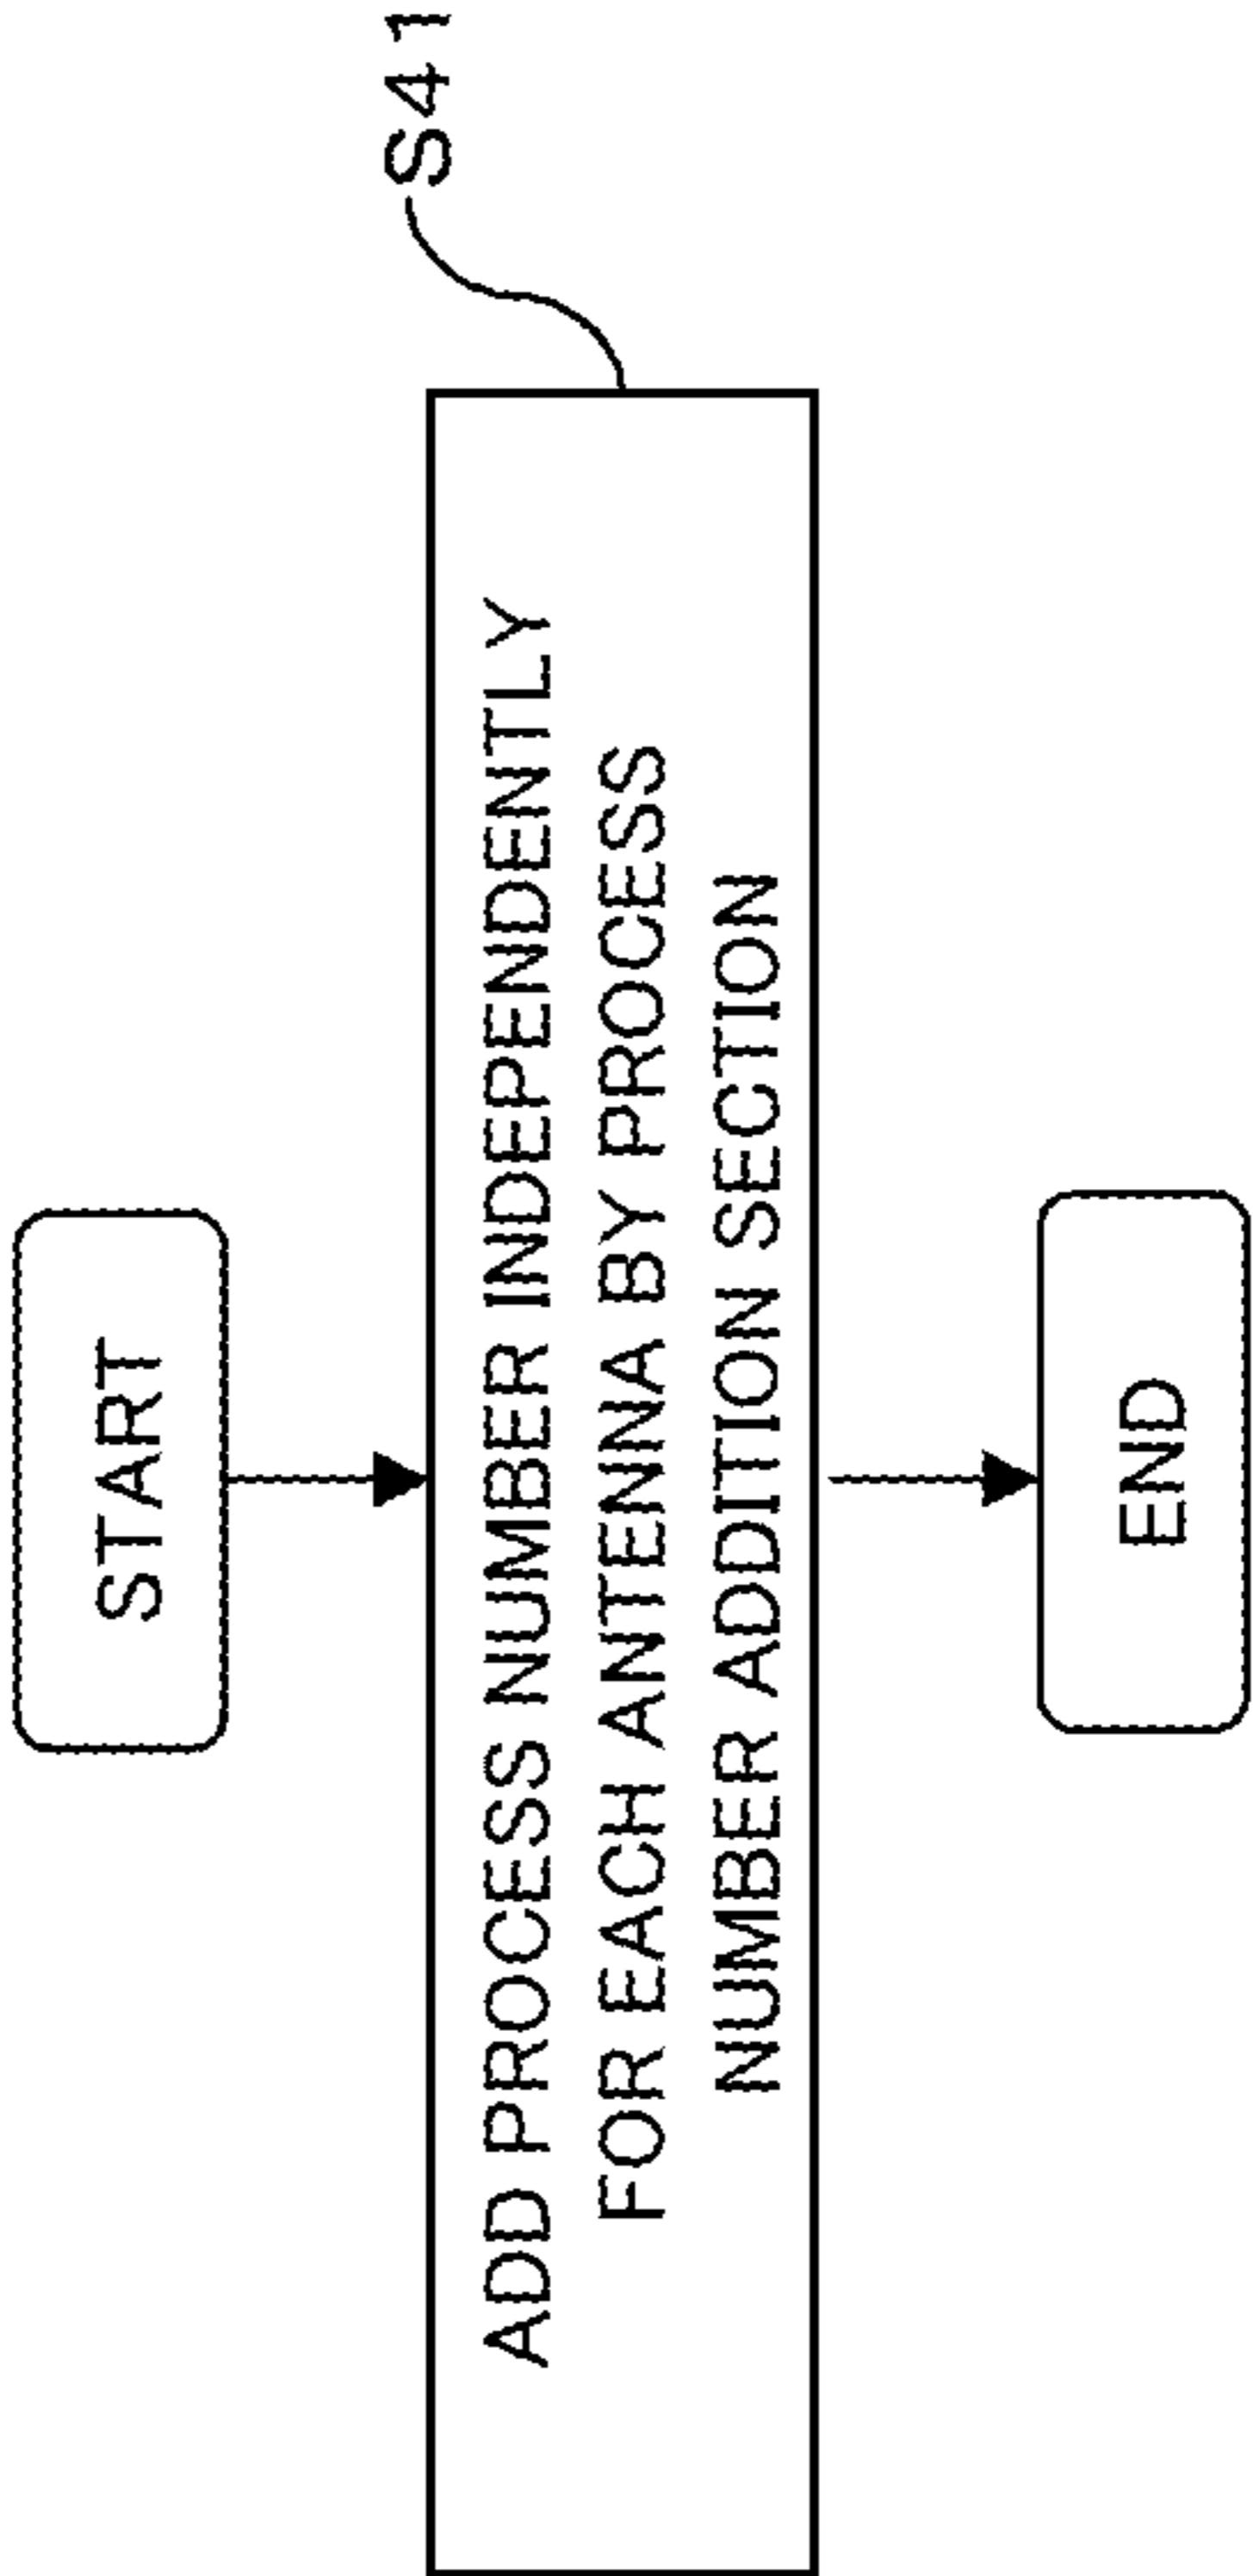 START
S41
ADD PROCESS NUMBER INDEPENDENTLY
FOR EACH ANTENNA BY PROCESS
NUMBER ADDITION SECTION
END